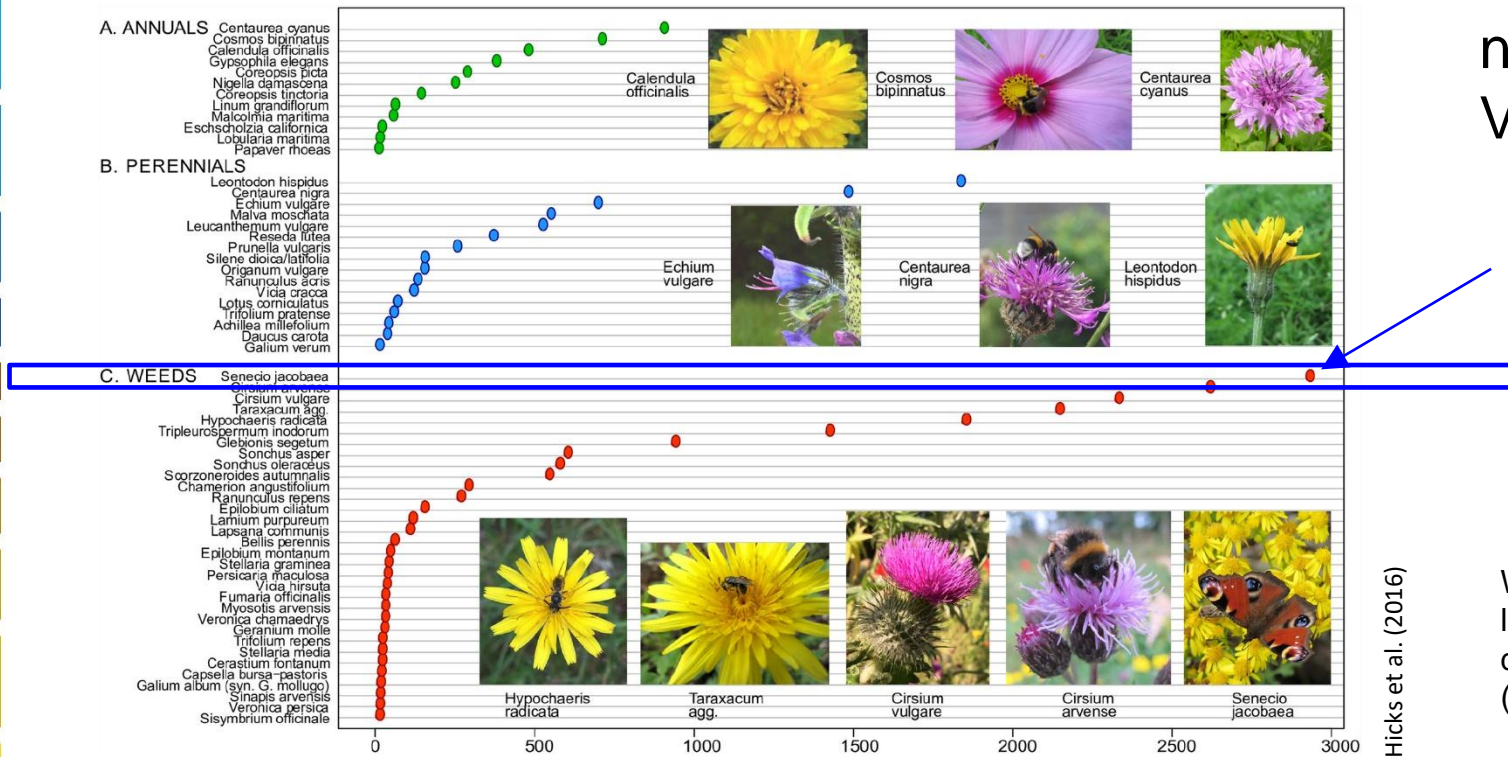 A. ANNUALS
Centaurea cyanus
Cosmos bipinnatus
Calendula officinalis
Gypsophila elegans
Coreopsis picta
Nigella damascena
Coreopsis tinctoria
Linum grandiflorum
Malcolmia maritima
Eschscholzia californica
Lobularia maritima
Papaver rhoeas
Calendula
officinalis
Cosmos
bipinnatus
Centaurea
cyanus
B. PERENNIALS
Leontodon hispidus
Centaurea nigra
Echium vulgare
Malva moschata
Leucanthemum vulgare
Reseda lutea
Prunella vulgaris
Silene dioica/latifolia
Origanum vulgare
Ranunculus acris
Vicia cracca
Lotus corniculatus
Trifolium pratense
Achillea millefolium
Daucus carota
Galium verum
Echium
vulgare
Centaurea
nigra
Leontodon
hispidus
C. WEEDS
Senecio jacobaea
Cirsium arvense
Cirsium vulgare
Taraxacum agg.
Hypochaeris radicata
Tripleurospermum inodorum
Glebionis segetum
Sonchus asper
Sonchus oleraceus
Scorzoneroides autumnalis
Chamerion angustifolium
Ranunculus repens
Epilobium ciliatum
Lamium purpureum
Lapsana communis
Bellis perennis
Epilobium montanum
Stellaria graminea
Persicaria maculosa
Vicia hirsuta
Fumaria officinalis
Myosotis arvensis
Veronica chamaedrys
Geranium molle
Trifolium repens
Stellaria media
Cerastium fontanum
Capsella bursa-pastoris
Galium album (syn. G. mollugo)
Sinapis arvensis
Veronica persica
Sisymbrium officinale
Hypochaeris
radicata
Taraxacum
agg.
Cirsium
vulgare
Cirsium
arvense
Senecio
jacobaea
0 500 1000 1500 2000 2500 3000
Hicks et al. (2016)